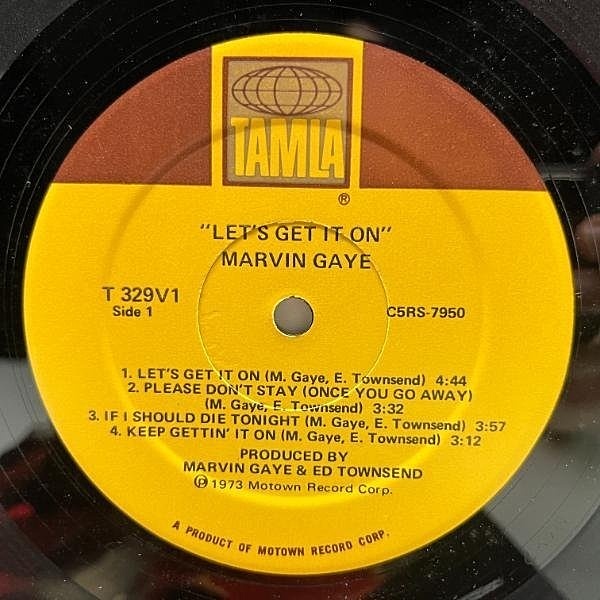 TAMLA
®
"LET'S GET IT ON"
MARVIN GAYE
T 329V1
Side 1
C5RS-7950
1. LET'S GET IT ON (M. Gaye, E. Townsend) 4:44
2. PLEASE DON'T STAY (ONCE YOU GO AWAY)
(M. Gaye, E. Townsend) 3:32
3. IF I SHOULD DIE TONIGHT (M. Gaye, E. Townsend) 3:57
4. KEEP GETTIN' IT ON (M. Gaye, E. Townsend) 3:12
PRODUCED BY
MARVIN GAYE & ED TOWNSEND
℗ 1973 Motown Record Corp.
A PRODUCT OF MOTOWN RECORD CORP.